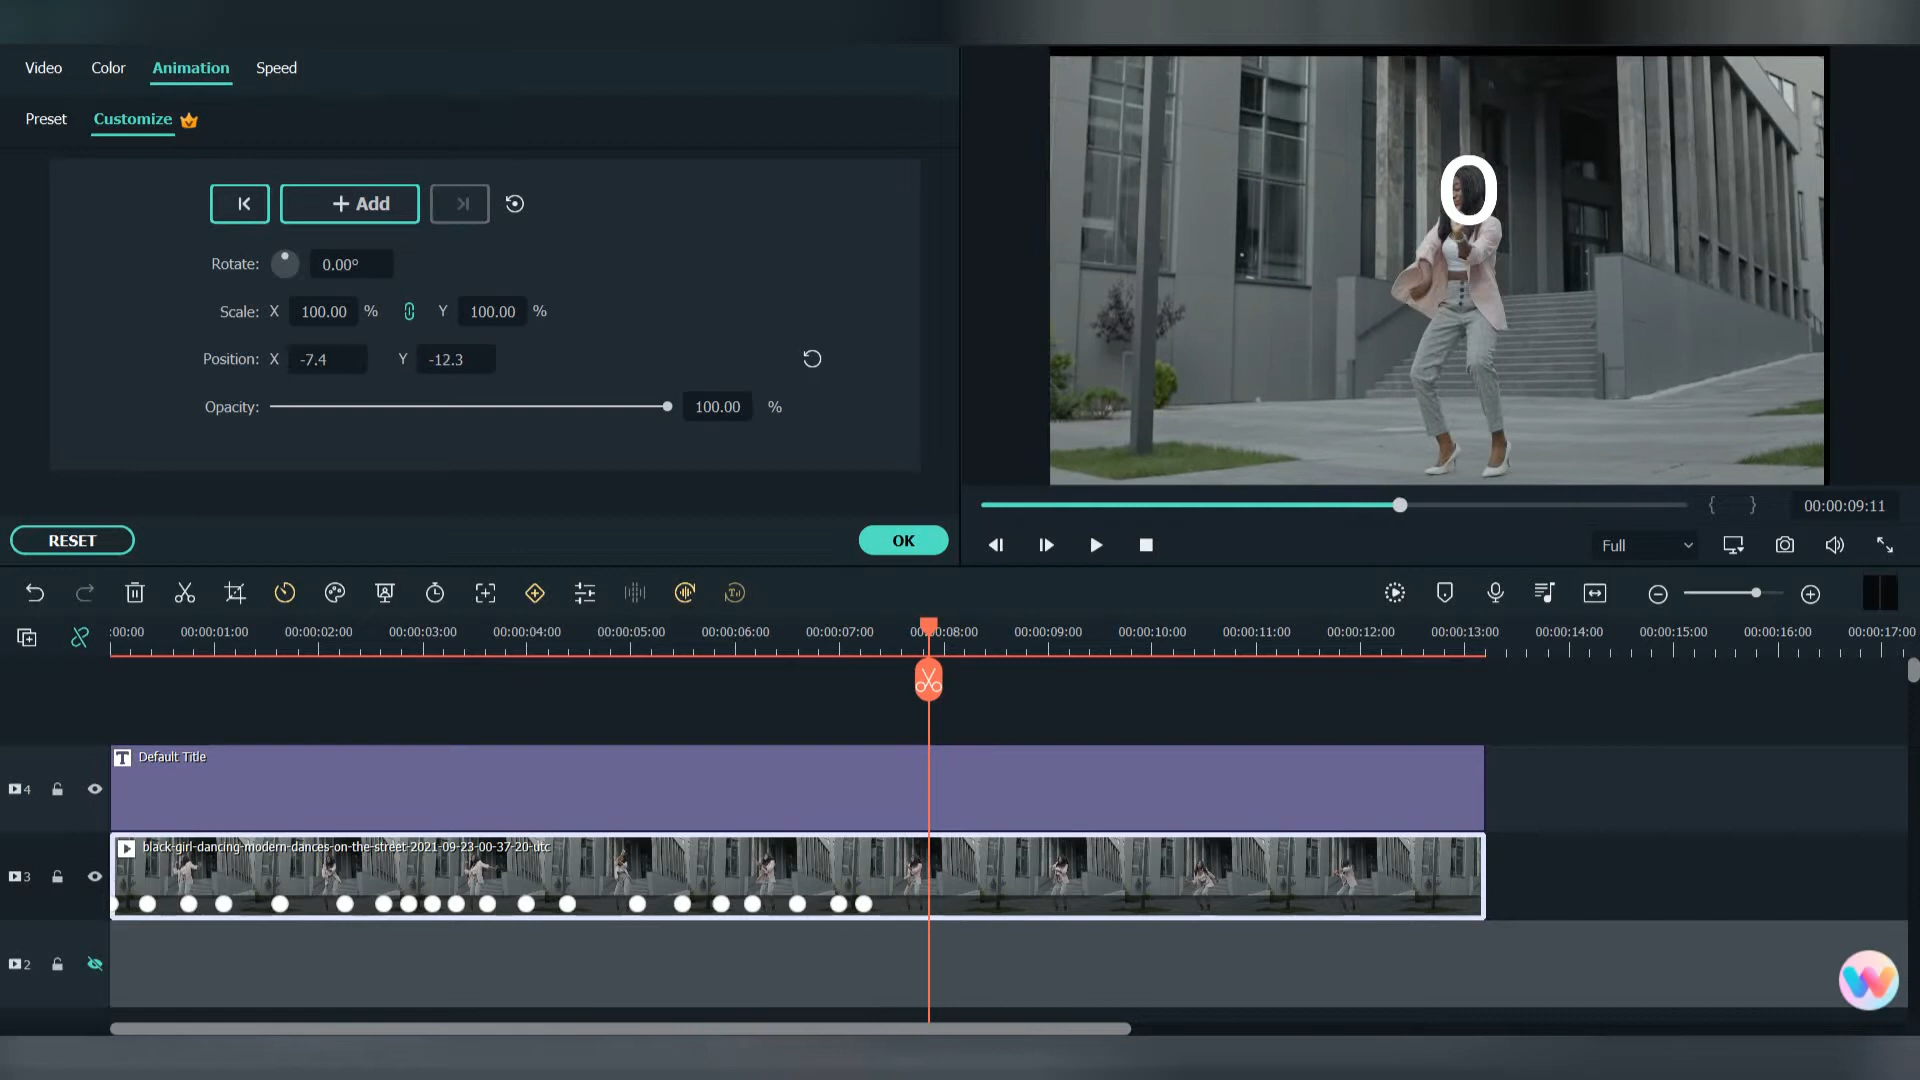 Video Color Animation Speed
Preset Customize
+ Add
Rotate: 0.00º
Scale: X 100.00 % Y 100.00 %
Position: X -7.4 Y -12.3
Opacity: 100.00 %
RESET OK
0
{ } 00:00:09:11
Full
:00:00 00:00:01:00 00:00:02:00 00:00:03:00 00:00:04:00 00:00:05:00 00:00:06:00 00:00:07:00 00:00:08:00 00:00:09:00 00:00:10:00 00:00:11:00 00:00:12:00 00:00:13:00 00:00:14:00 00:00:15:00 00:00:16:00 00:00:17:00
T Default Title
4
black-girl-dancing-modern-dances-on-the-street-2021-09-23-00-37-20-utc
3
2